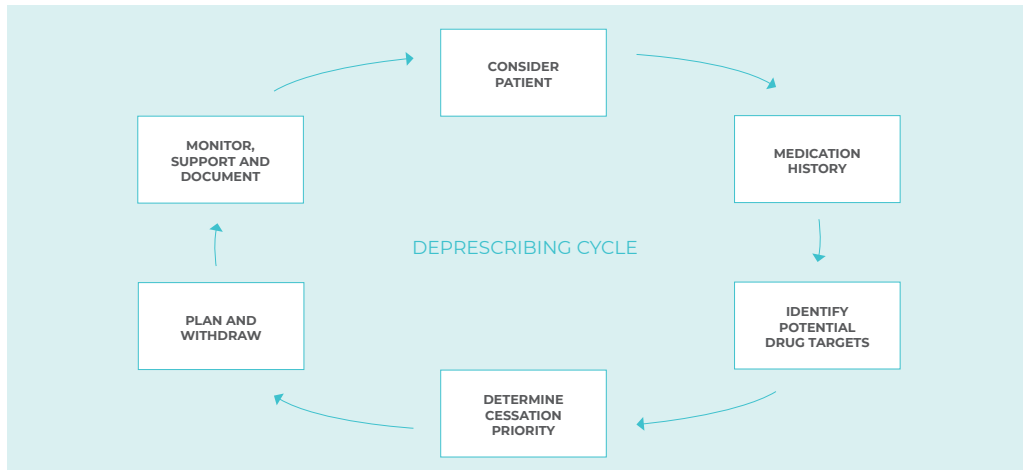 CONSIDER
PATIENT
MEDICATION
HISTORY
IDENTIFY
POTENTIAL
DRUG TARGETS
DETERMINE
CESSATION
PRIORITY
PLAN AND
WITHDRAW
MONITOR,
SUPPORT AND
DOCUMENT
DEPRESCRIBING CYCLE